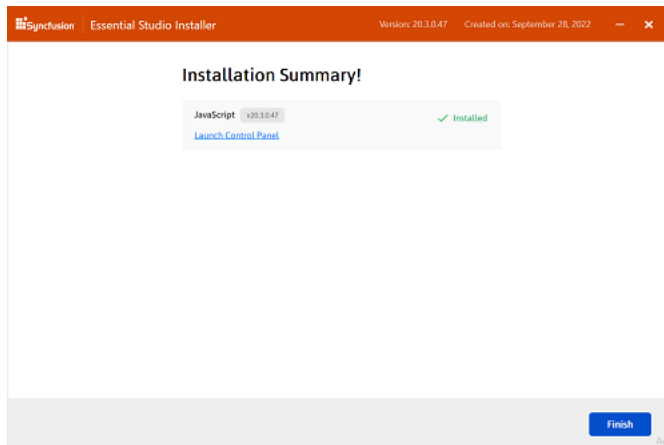 Syncfusion Essential Studio Installer Version: 20.3.0.47 Created on: September 28, 2022
Installation Summary!
JavaScript v20.3.0.47 Installed
Launch Control Panel
Finish